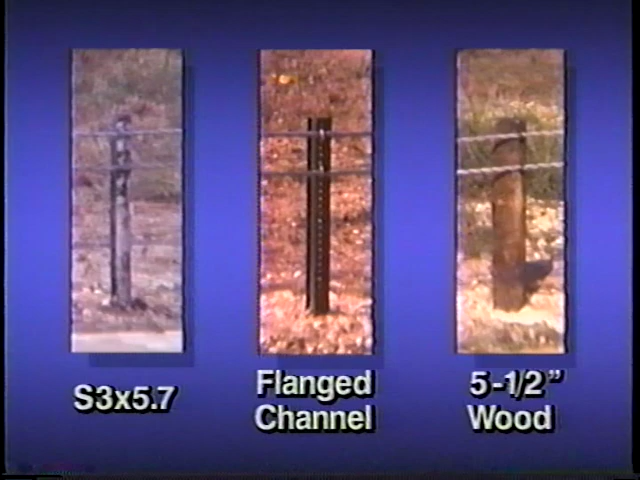 S3x5.7
Flanged
Channel
5-1/2”
Wood